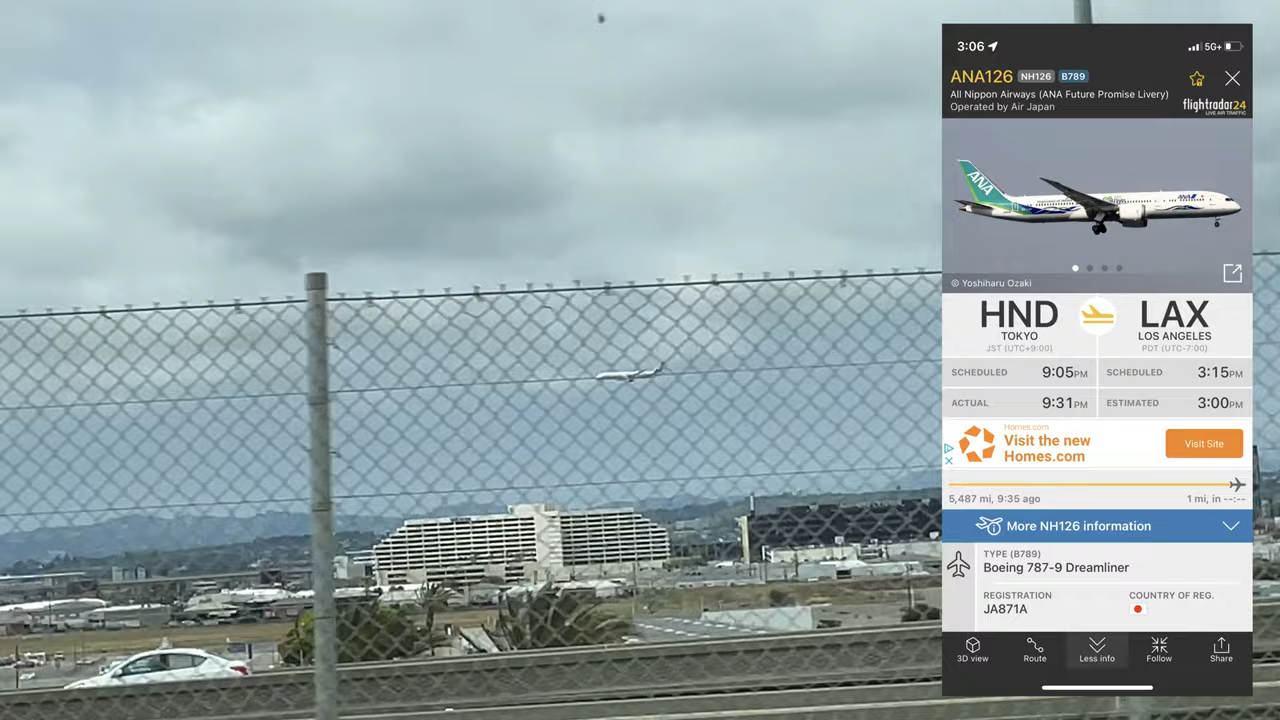 3:06
5G+
ANA126 NH126 B789
All Nippon Airways (ANA Future Promise Livery)
Operated by Air Japan
flightradar24
LIVE AIR TRAFFIC
ANA
ANA
© Yoshiharu Ozaki
HND
TOKYO
JST (UTC+9:00)
LAX
LOS ANGELES
PDT (UTC-7:00)
SCHEDULED 9:05PM
SCHEDULED 3:15PM
ACTUAL 9:31PM
ESTIMATED 3:00PM
Homes.com
Visit the new
Homes.com
Visit Site
5,487 mi, 9:35 ago
1 mi, in --:--
More NH126 information
TYPE (B789)
Boeing 787-9 Dreamliner
REGISTRATION
JA871A
COUNTRY OF REG.
3D view
Route
Less info
Follow
Share